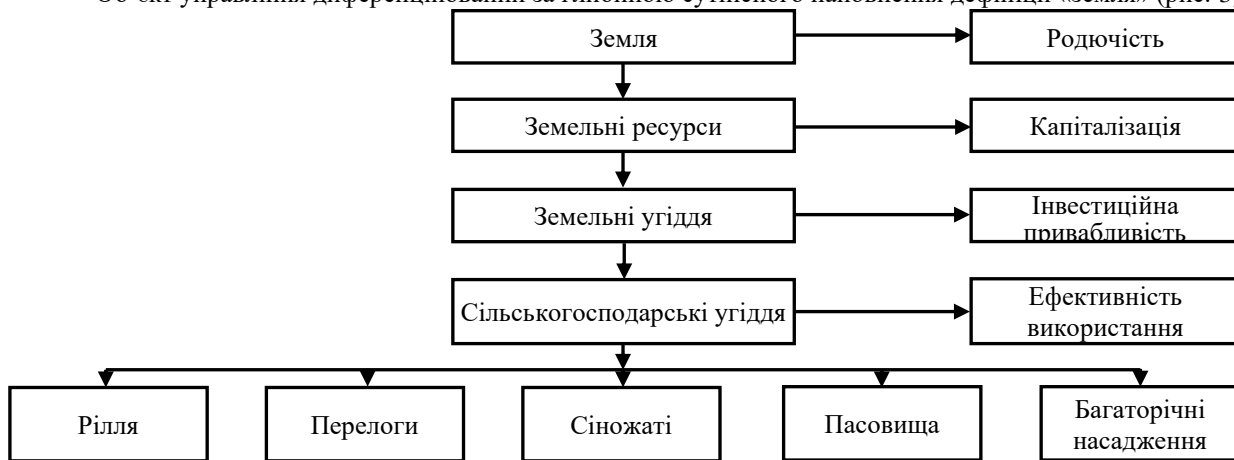 Об'єкт управління диференційований за глибиною сутнісного наповнення дефініції «земля» (рис. 3
Земля
Родючість
Земельні ресурси
Капіталізація
Земельні угіддя
Інвестиційна
привабливість
Сільськогосподарські угіддя
Ефективність
використання
Рілля
Перелоги
Сіножаті
Пасовища
Багаторічні
насадження